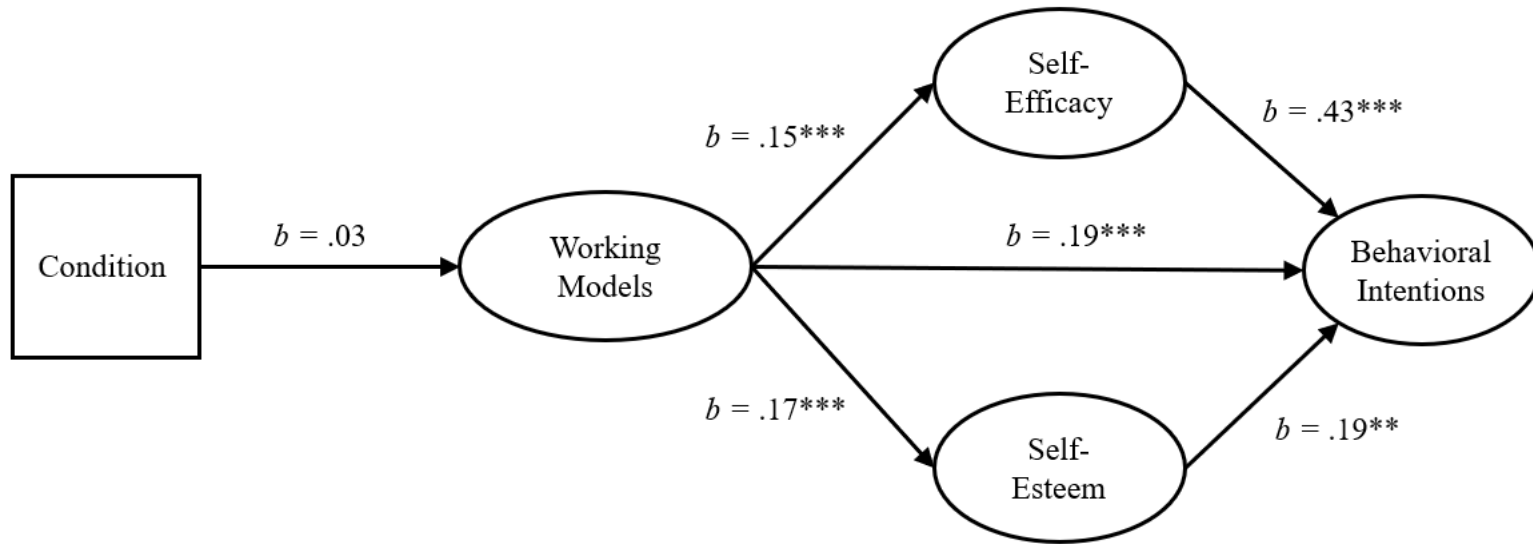 Self-
Efficacy
b = .43***
b = .15***
b = .03
Condition
Working
Models
b = .19***
Behavioral
Intentions
b = .17***
Self-
Esteem
b = .19**